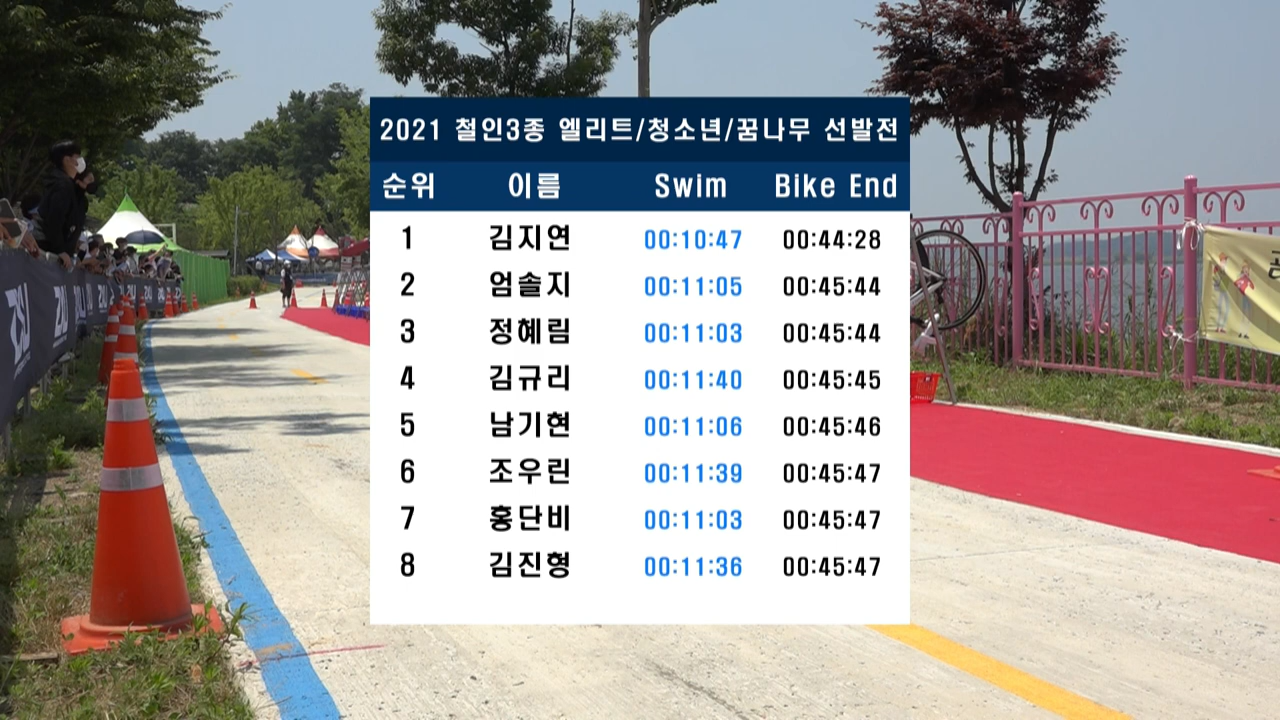 2021 철인3종 엘리트/청소년/꿈나무 선발전
순위 이름 Swim Bike End
1 김지연 00:10:47 00:44:28
2 엄솔지 00:11:05 00:45:44
3 정혜림 00:11:03 00:45:44
4 김규리 00:11:40 00:45:45
5 남기현 00:11:06 00:45:46
6 조우린 00:11:39 00:45:47
7 홍단비 00:11:03 00:45:47
8 김진형 00:11:36 00:45:47